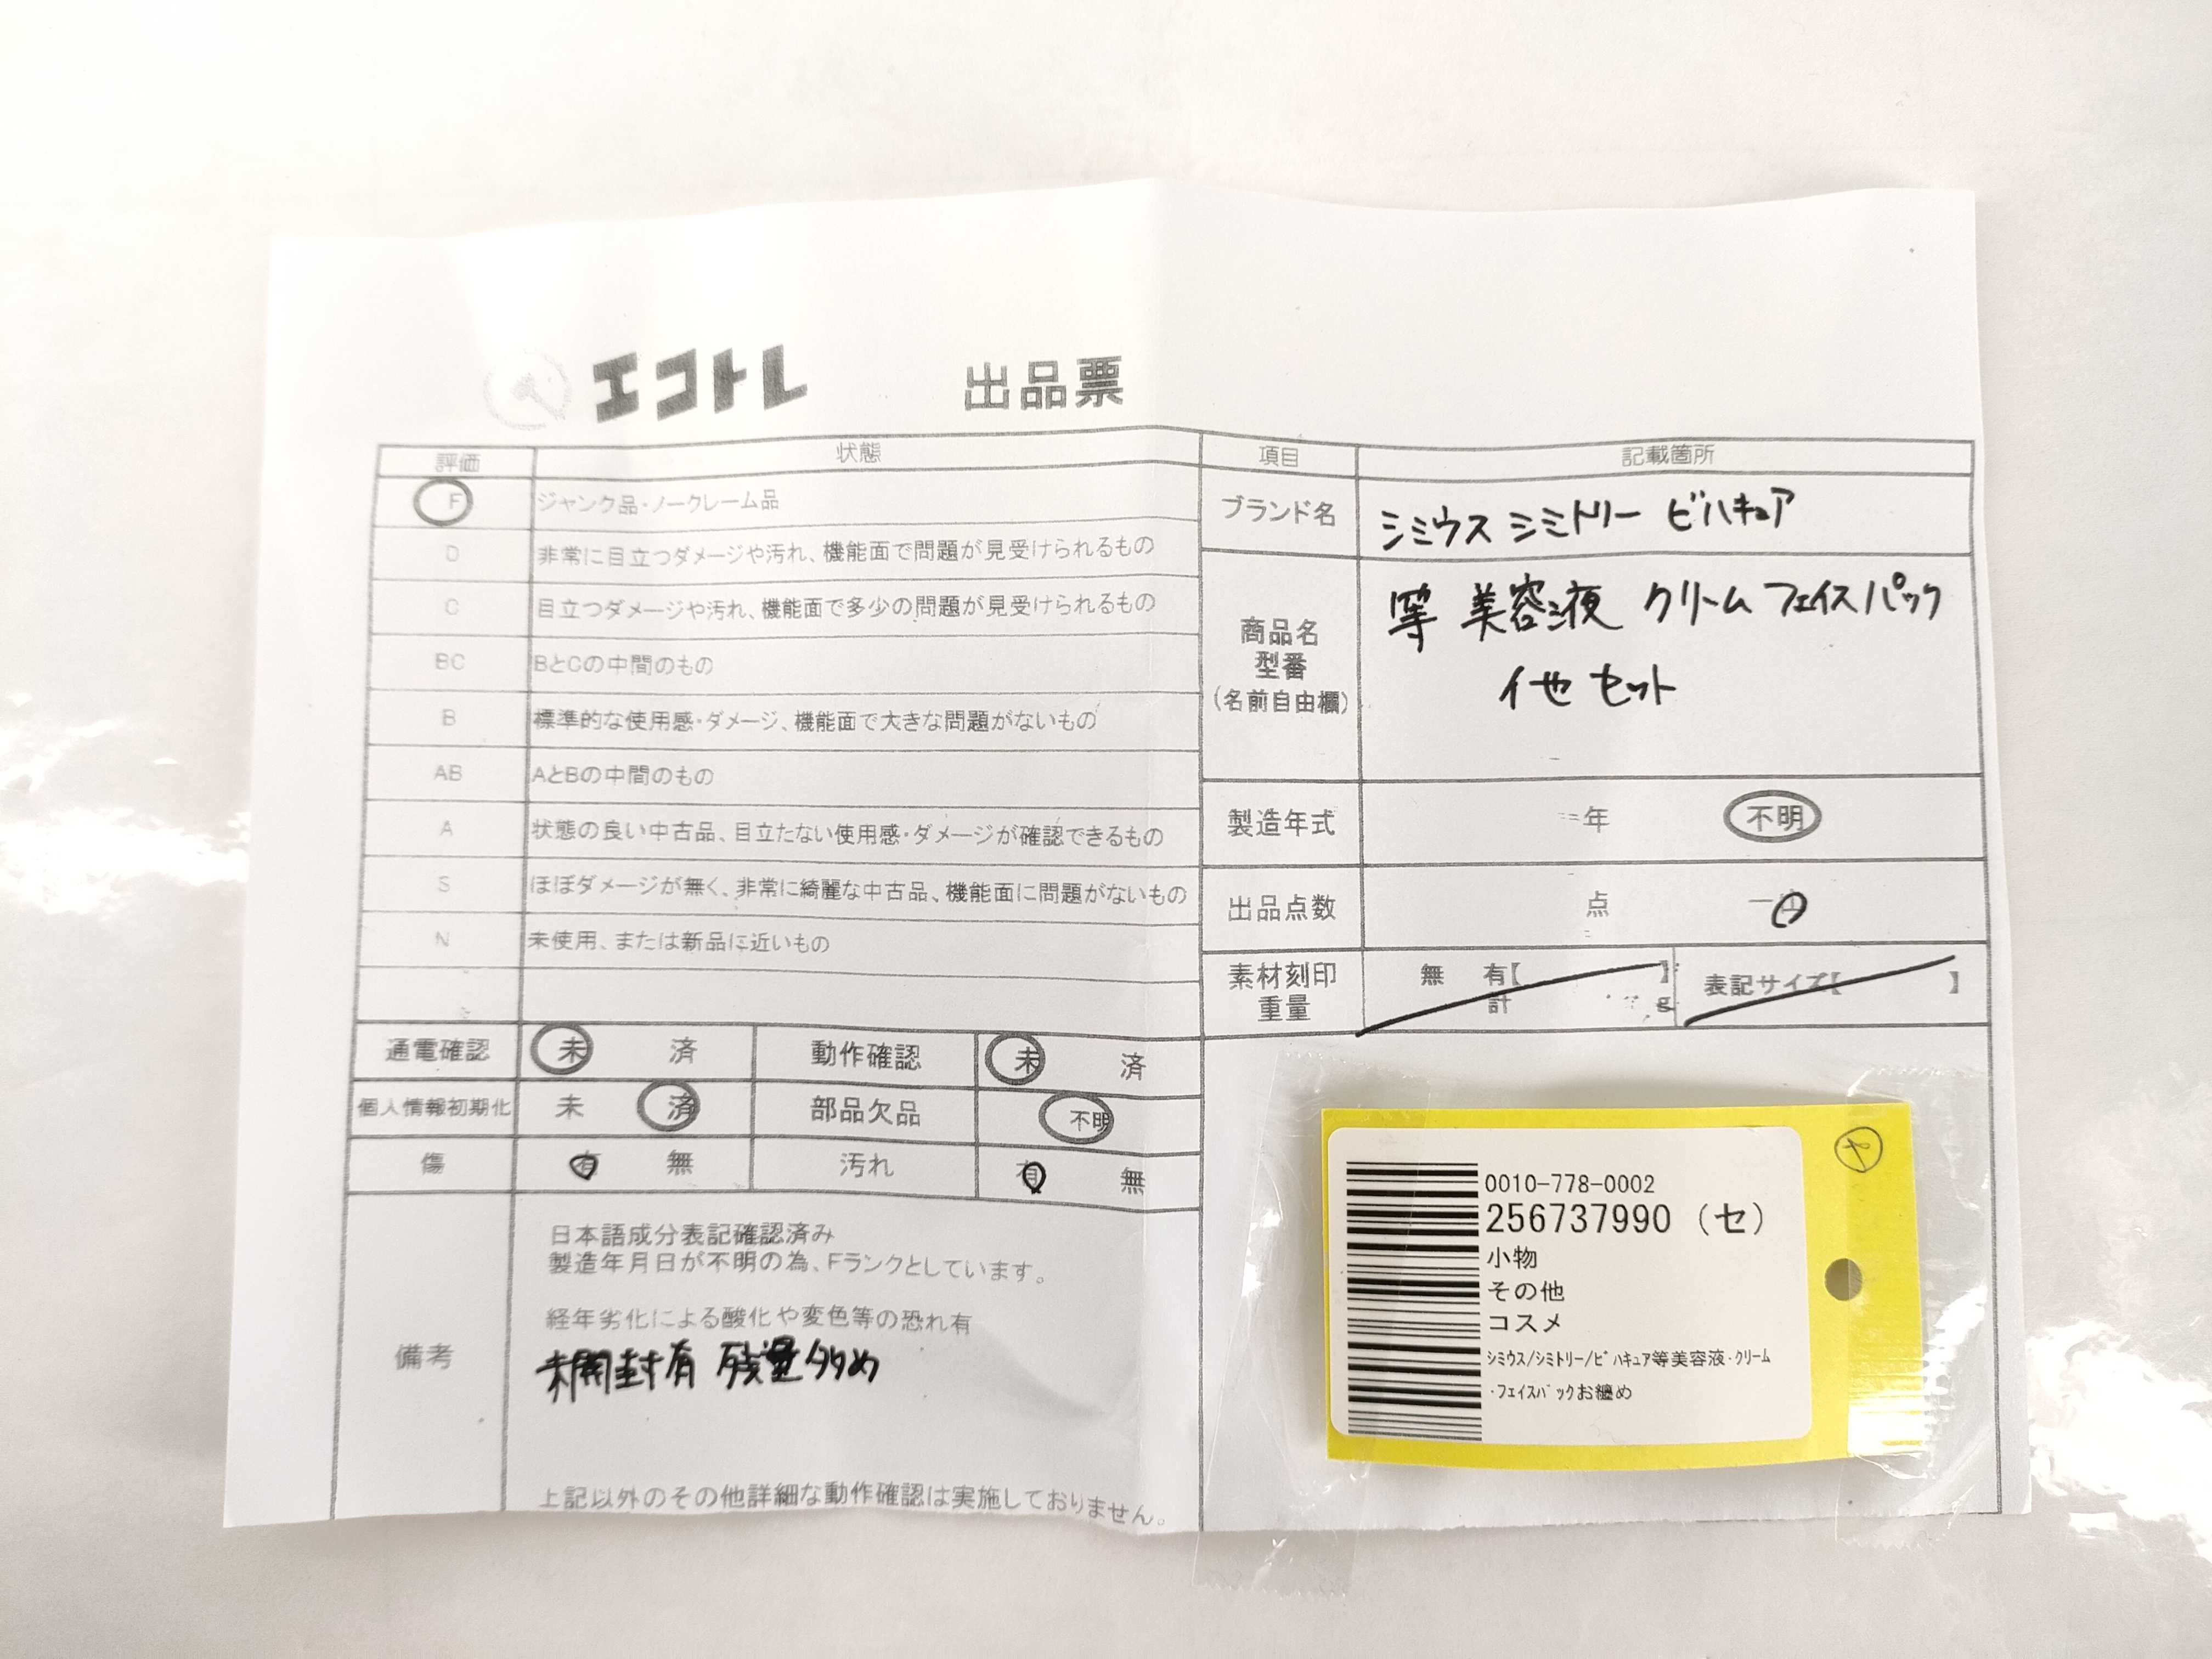 エコトレ 出品票
評価 状態
F ジャンク品・ノークレーム品
D 非常に目立つダメージや汚れ、機能面で問題が見受けられるもの
C 目立つダメージや汚れ、機能面で多少の問題が見受けられるもの
BC BとCの中間のもの
B 標準的な使用感・ダメージ、機能面で大きな問題がないもの
AB AとBの中間のもの
A 状態の良い中古品、目立たない使用感・ダメージが確認できるもの
S ほぼダメージが無く、非常に綺麗な中古品、機能面に問題がないもの
N 未使用、または新品に近いもの
通電確認 未 済 動作確認 未 済
個人情報初期化 未 済 部品欠品 不明
傷 有 無 汚れ 有 無
備考
日本語成分表記確認済み
製造年月日が不明の為、Fランクとしています。
経年劣化による酸化や変色等の恐れ有
未開封有 残量多め
上記以外のその他詳細な動作確認は実施しておりません。
項目 記載箇所
ブランド名 シミウス シミトリー ビハキュア
商品名
型番
(名前自由欄)
等 美容液 クリーム フェイスパック
他 セット
製造年式 年 不明
出品点数 点 一
素材刻印 無 有【 】 表記サイズ【 】
重量 計 g
セ
0010-778-0002
256737990 (セ)
小物
その他
コスメ
シミウス/シミトリー/ビハキュア等美容液・クリーム
・フェイスパックお纏め